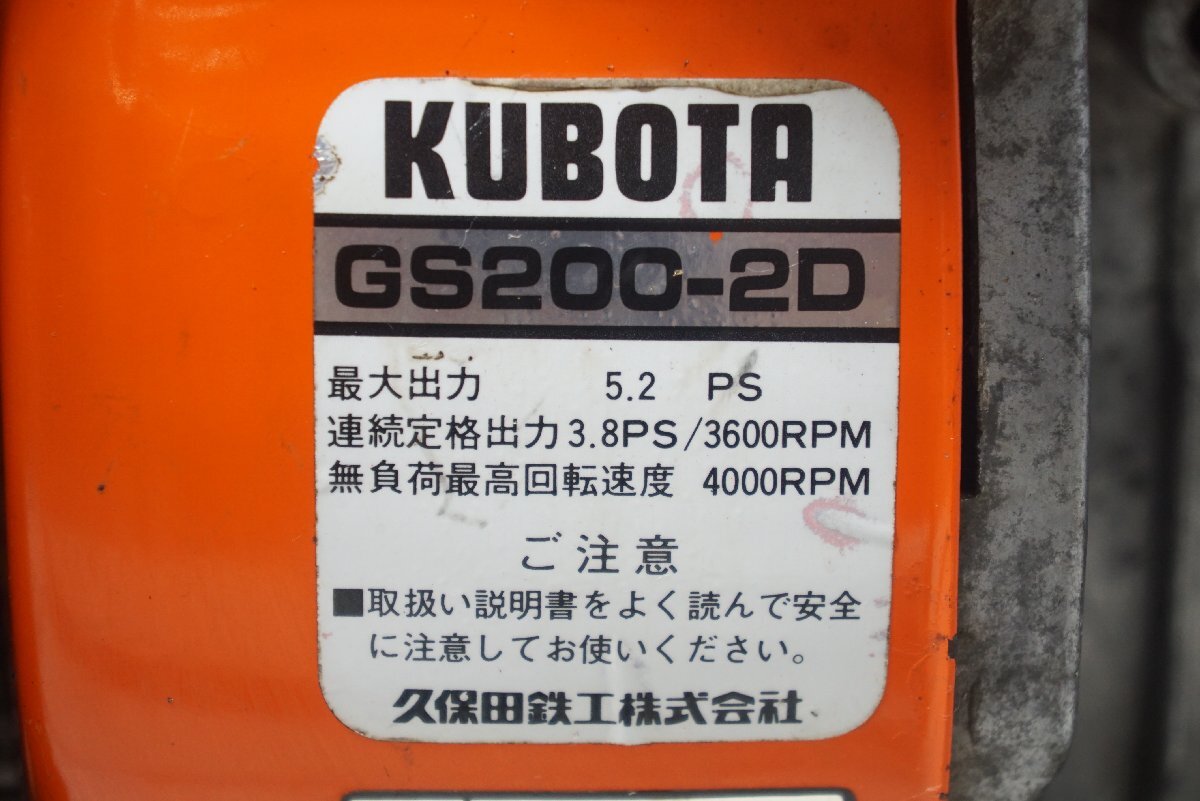 KUBOTA
GS200-2D
最大出力 5.2 PS
連続定格出力 3.8PS/3600RPM
無負荷最高回転速度 4000RPM
ご注意
■取扱い説明書をよく読んで安全
に注意してお使いください。
久保田鉄工株式会社